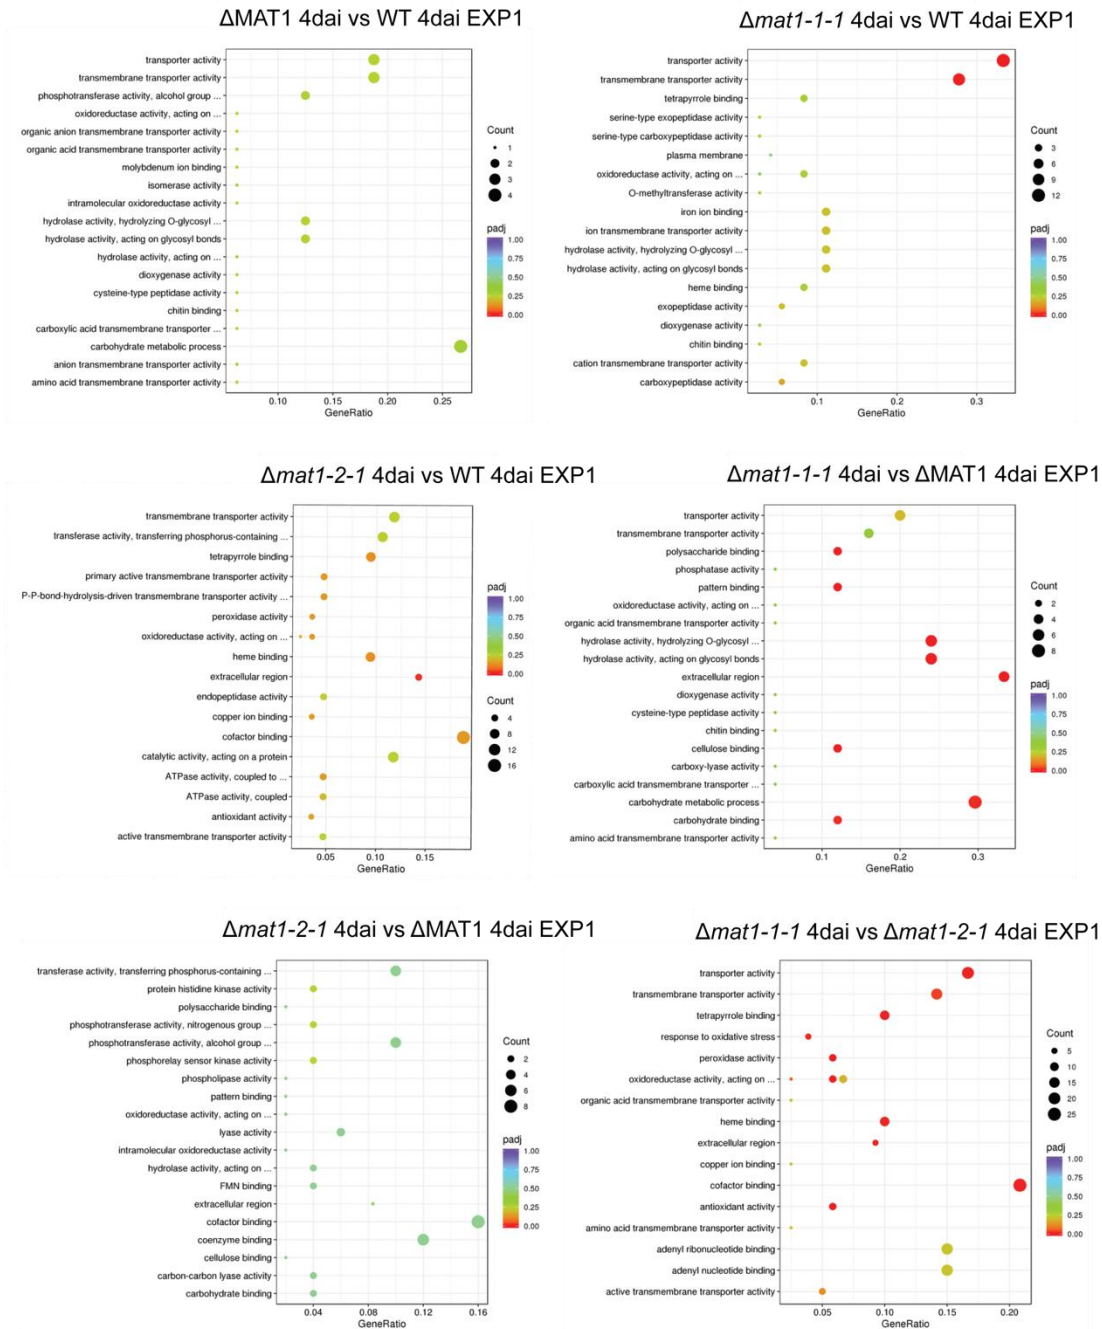 ΔMAT1 4dai vs WT 4dai EXP1
transporter activity
transmembrane transporter activity
phosphotransferase activity, alcohol group ...
oxidoreductase activity, acting on ...
organic anion transmembrane transporter activity
organic acid transmembrane transporter activity
molybdenum ion binding
isomerase activity
intramolecular oxidoreductase activity
hydrolase activity, hydrolyzing O-glycosyl ...
hydrolase activity, acting on glycosyl bonds
hydrolase activity, acting on ...
dioxygenase activity
cysteine-type peptidase activity
chitin binding
carboxylic acid transmembrane transporter ...
carbohydrate metabolic process
anion transmembrane transporter activity
amino acid transmembrane transporter activity
0.10 0.15 0.20 0.25
GeneRatio
Count
1
2
3
4
padj
1.00
0.75
0.50
0.25
0.00
Δmat1-1-1 4dai vs WT 4dai EXP1
transporter activity
transmembrane transporter activity
tetrapyrrole binding
serine-type exopeptidase activity
serine-type carboxypeptidase activity
plasma membrane
oxidoreductase activity, acting on ...
O-methyltransferase activity
iron ion binding
ion transmembrane transporter activity
hydrolase activity, hydrolyzing O-glycosyl ...
hydrolase activity, acting on glycosyl bonds
heme binding
exopeptidase activity
dioxygenase activity
chitin binding
cation transmembrane transporter activity
carboxypeptidase activity
0.1 0.2 0.3
GeneRatio
Count
3
6
9
12
padj
1.00
0.75
0.50
0.25
0.00
Δmat1-2-1 4dai vs WT 4dai EXP1
transmembrane transporter activity
transferase activity, transferring phosphorus-containing ...
tetrapyrrole binding
primary active transmembrane transporter activity
P-P-bond-hydrolysis-driven transmembrane transporter activity ...
peroxidase activity
oxidoreductase activity, acting on ...
heme binding
extracellular region
endopeptidase activity
copper ion binding
cofactor binding
catalytic activity, acting on a protein
ATPase activity, coupled to ...
ATPase activity, coupled
antioxidant activity
active transmembrane transporter activity
0.05 0.10 0.15
GeneRatio
padj
1.00
0.75
0.50
0.25
0.00
Count
4
8
12
16
Δmat1-1-1 4dai vs ΔMAT1 4dai EXP1
transporter activity
transmembrane transporter activity
polysaccharide binding
phosphatase activity
pattern binding
oxidoreductase activity, acting on ...
organic acid transmembrane transporter activity
hydrolase activity, hydrolyzing O-glycosyl ...
hydrolase activity, acting on glycosyl bonds
extracellular region
dioxygenase activity
cysteine-type peptidase activity
chitin binding
cellulose binding
carboxy-lyase activity
carboxylic acid transmembrane transporter ...
carbohydrate metabolic process
carbohydrate binding
amino acid transmembrane transporter activity
0.1 0.2 0.3
GeneRatio
Count
2
4
6
8
padj
1.00
0.75
0.50
0.25
0.00
Δmat1-2-1 4dai vs ΔMAT1 4dai EXP1
transferase activity, transferring phosphorus-containing ...
protein histidine kinase activity
polysaccharide binding
phosphotransferase activity, nitrogenous group ...
phosphotransferase activity, alcohol group ...
phosphorelay sensor kinase activity
phospholipase activity
pattern binding
oxidoreductase activity, acting on ...
lyase activity
intramolecular oxidoreductase activity
hydrolase activity, acting on ...
FMN binding
extracellular region
cofactor binding
coenzyme binding
cellulose binding
carbon-carbon lyase activity
carbohydrate binding
0.04 0.08 0.12 0.16
GeneRatio
Count
2
4
6
8
padj
1.00
0.75
0.50
0.25
0.00
Δmat1-1-1 4dai vs Δmat1-2-1 4dai EXP1
transporter activity
transmembrane transporter activity
tetrapyrrole binding
response to oxidative stress
peroxidase activity
oxidoreductase activity, acting on ...
organic acid transmembrane transporter activity
heme binding
extracellular region
copper ion binding
cofactor binding
antioxidant activity
amino acid transmembrane transporter activity
adenyl ribonucleotide binding
adenyl nucleotide binding
active transmembrane transporter activity
0.05 0.10 0.15 0.20
GeneRatio
Count
5
10
15
20
25
padj
1.00
0.75
0.50
0.25
0.00